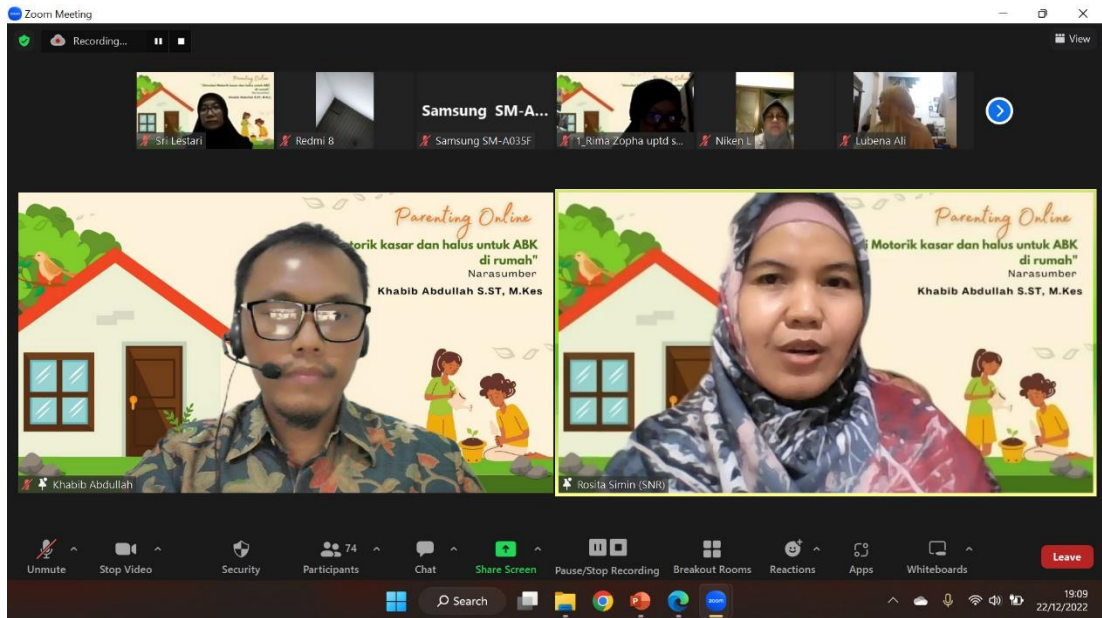 Zoom Meeting
Recording...
View
Parenting Online
Sri Lestari
Redmi 8
Samsung SM-A...
Samsung SM-A035F
1_Rima Zopha uptd s...
Niken L
Lubena Ali
Parenting Online
torik kasar dan halus untuk ABK
di rumah"
Narasumber
Khabib Abdullah S.ST, M.Kes
Khabib Abdullah
Parenting Online
i Motorik kasar dan halus untuk ABK
di rumah"
Narasumber
Khabib Abdullah S.ST, M.Kes
Rosita Simin (SNR)
Unmute
Stop Video
Security
74
Participants
Chat
Share Screen
Pause/Stop Recording
Breakout Rooms
Reactions
Apps
Whiteboards
Leave
Search
zoom
19:09
22/12/2022